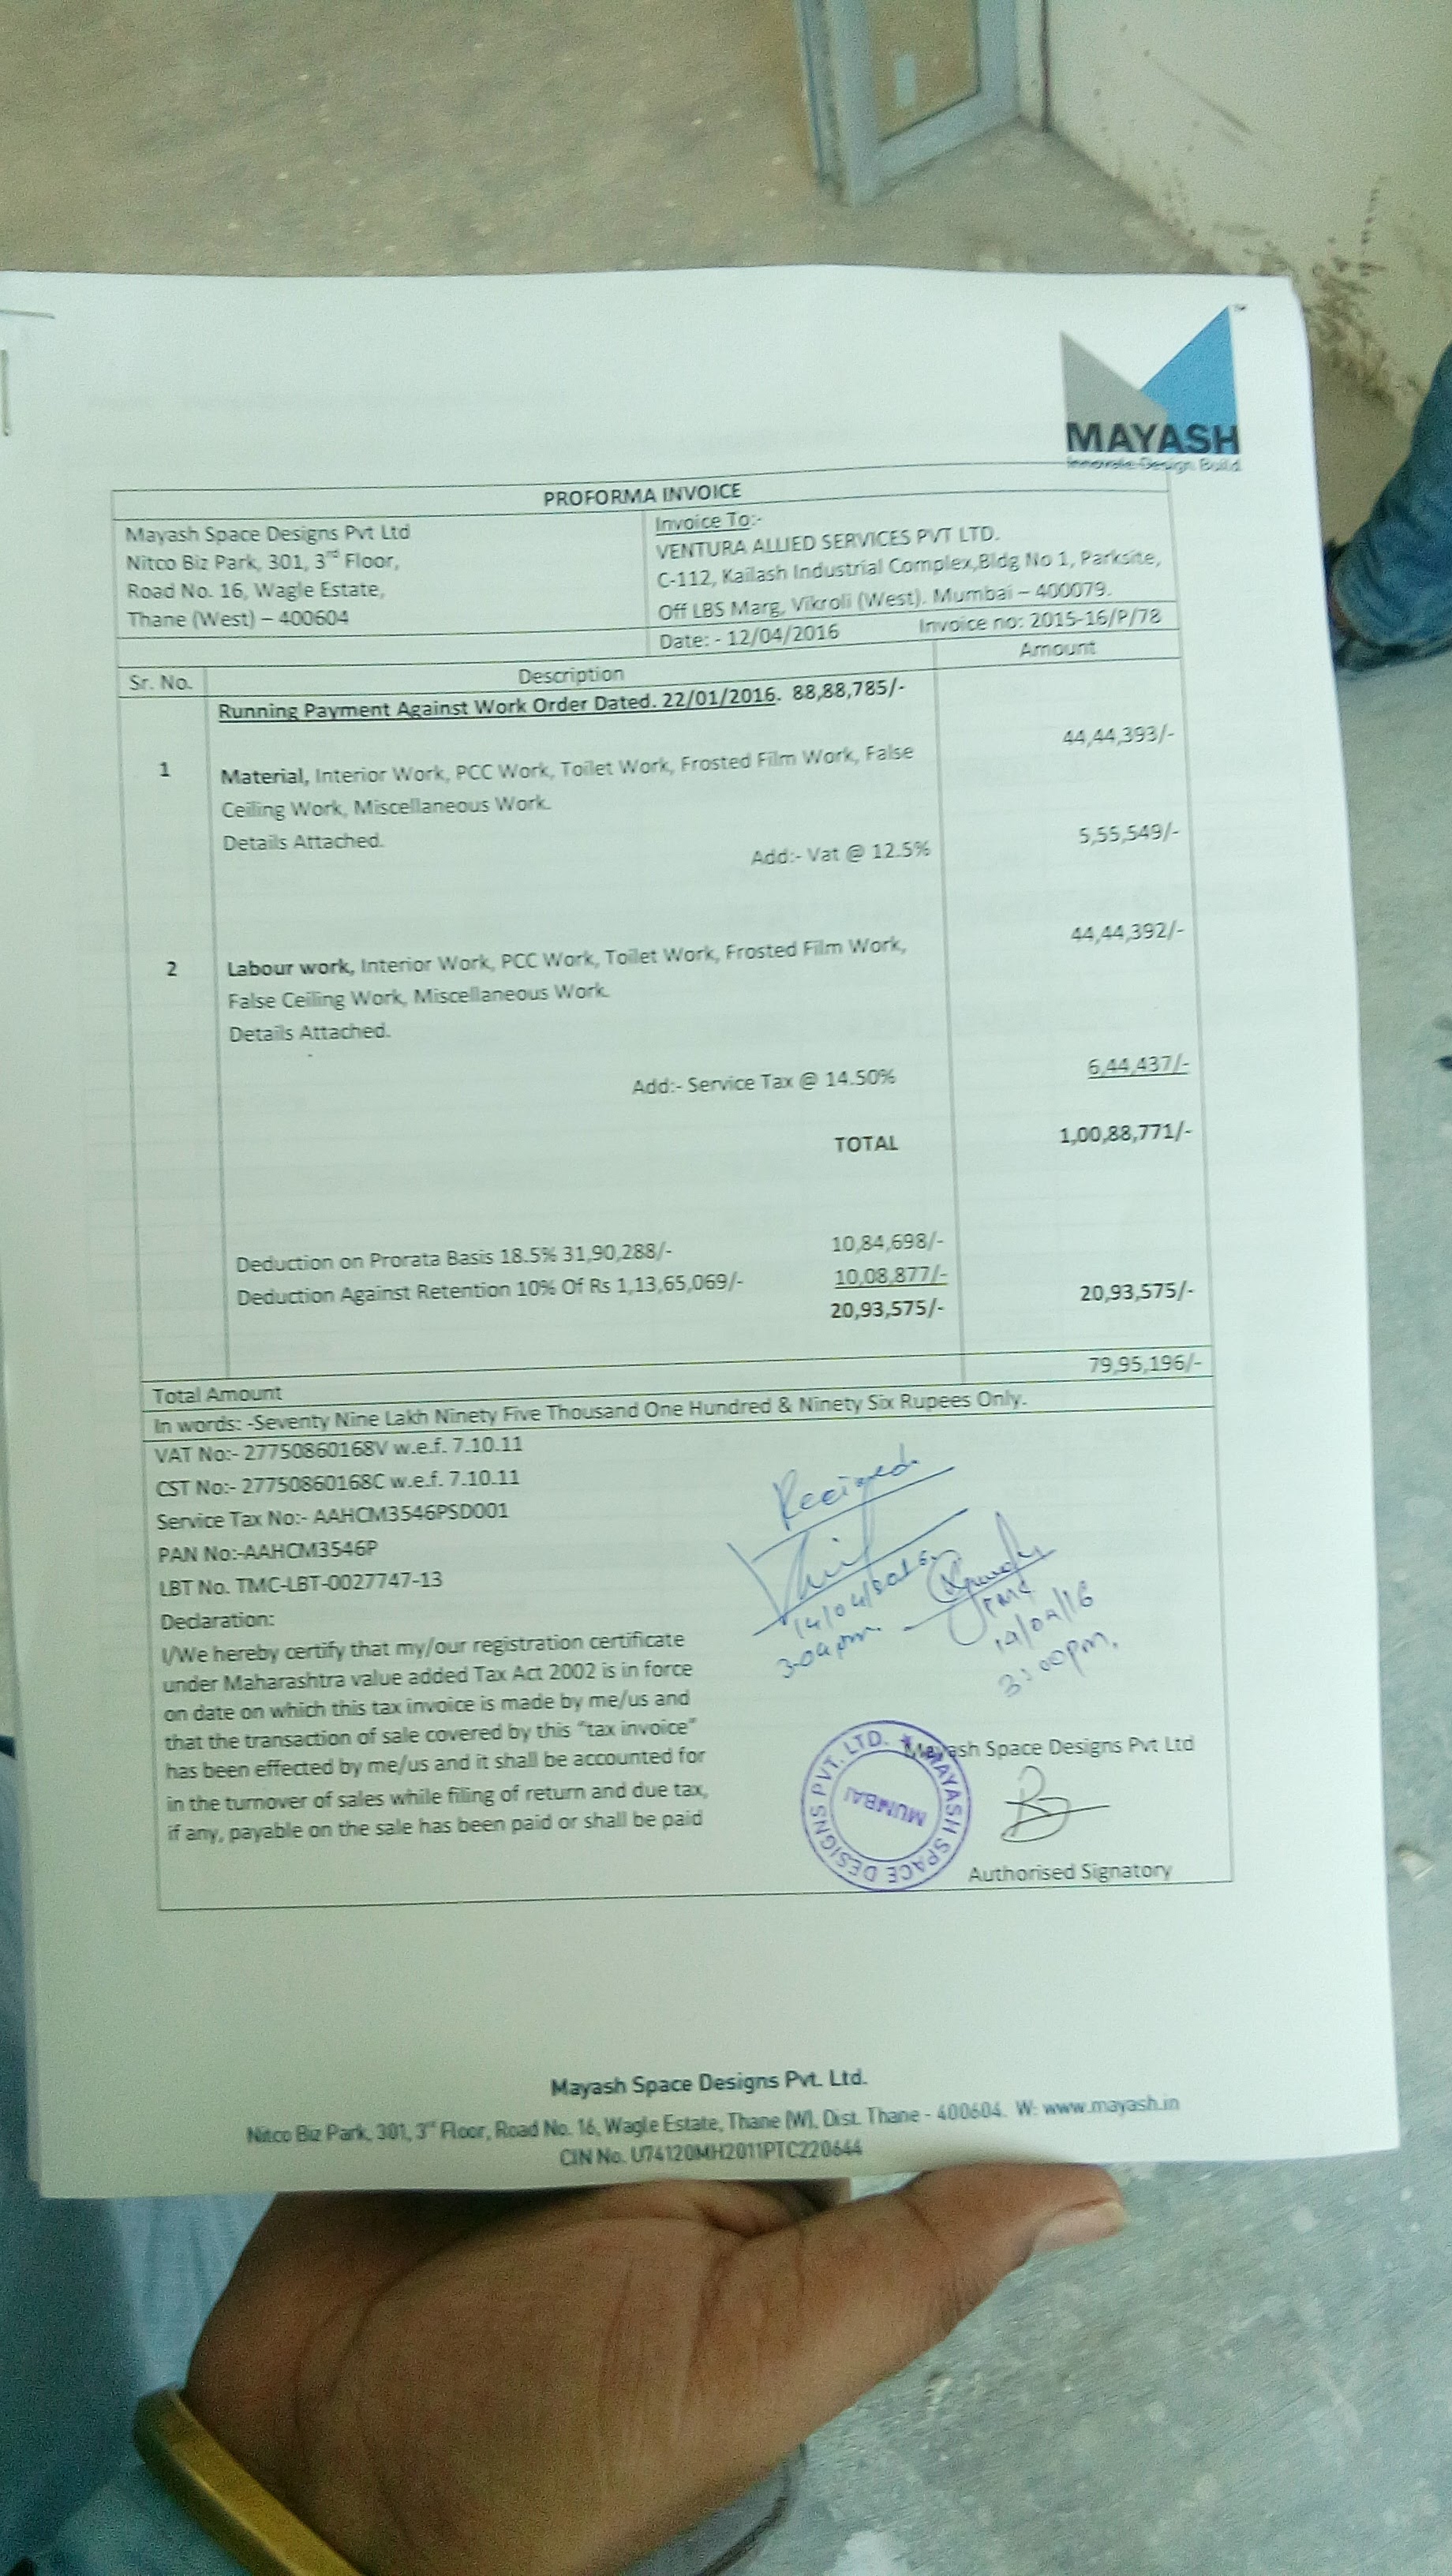 MAYASH
Innovate. Design. Build.
PROFORMA INVOICE
Mayash Space Designs Pvt Ltd
Nitco Biz Park, 301, 3rd Floor,
Road No. 16, Wagle Estate,
Thane (West) – 400604
Invoice To:-
VENTURA ALLIED SERVICES PVT LTD.
C-112, Kailash Industrial Complex,Bldg No 1, Parksite,
Off LBS Marg, Vikroli (West). Mumbai – 400079.
Date: - 12/04/2016 Invoice no: 2015-16/P/78
Sr. No. Description Amount
Running Payment Against Work Order Dated. 22/01/2016. 88,88,785/-
1 Material, Interior Work, PCC Work, Toilet Work, Frosted Film Work, False 44,44,393/-
Ceiling Work, Miscellaneous Work.
Details Attached.
Add:- Vat @ 12.5% 5,55,549/-
2 Labour work, Interior Work, PCC Work, Toilet Work, Frosted Film Work, 44,44,392/-
False Ceiling Work, Miscellaneous Work.
Details Attached.
Add:- Service Tax @ 14.50% 6,44,437/-
TOTAL 1,00,88,771/-
Deduction on Prorata Basis 18.5% 31,90,288/- 10,84,698/-
Deduction Against Retention 10% Of Rs 1,13,65,069/- 10,08,877/-
20,93,575/- 20,93,575/-
Total Amount 79,95,196/-
In words: -Seventy Nine Lakh Ninety Five Thousand One Hundred & Ninety Six Rupees Only.
VAT No:- 27750860168V w.e.f. 7.10.11
CST No:- 27750860168C w.e.f. 7.10.11
Service Tax No:- AAHCM3546PSD001
PAN No:-AAHCM3546P
LBT No. TMC-LBT-0027747-13
Declaration:
I/We hereby certify that my/our registration certificate
under Maharashtra value added Tax Act 2002 is in force
on date on which this tax invoice is made by me/us and
that the transaction of sale covered by this "tax invoice"
has been effected by me/us and it shall be accounted for
in the turnover of sales while filing of return and due tax,
if any, payable on the sale has been paid or shall be paid
Received
14/04/2016
3:00pm.
Mayash Space Designs Pvt Ltd
MAYASH SPACE DESIGNS PVT. LTD. ★
MUMBAI
Authorised Signatory
Mayash Space Designs Pvt. Ltd.
Nitco Biz Park, 301, 3rd Floor, Road No. 16, Wagle Estate, Thane (W), Dist. Thane - 400604. W: www.mayash.in
CIN No. U74120MH2011PTC220644